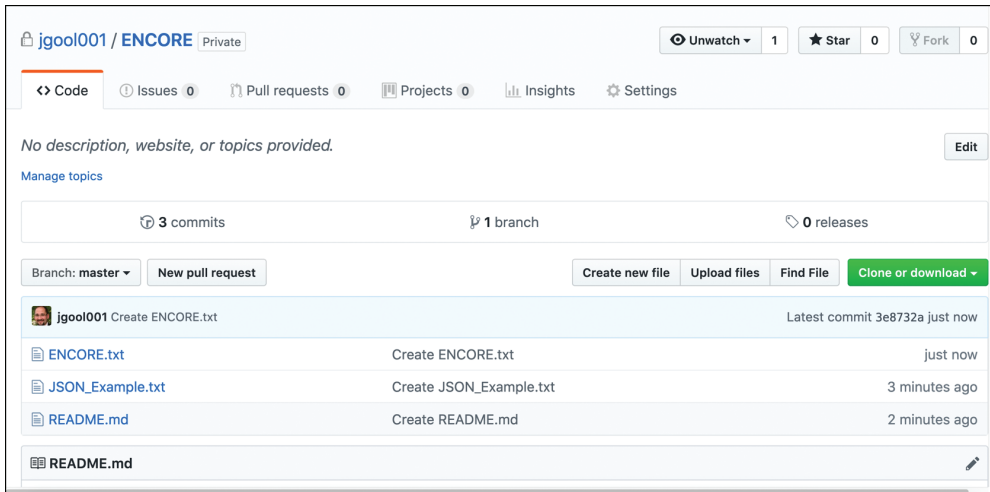 jgool001 / ENCORE Private
Unwatch 1 Star 0 Fork 0
Code Issues 0 Pull requests 0 Projects 0 Insights Settings
No description, website, or topics provided. Edit
Manage topics
3 commits 1 branch 0 releases
Branch: master New pull request Create new file Upload files Find File Clone or download
jgool001 Create ENCORE.txt Latest commit 3e8732a just now
ENCORE.txt Create ENCORE.txt just now
JSON_Example.txt Create JSON_Example.txt 3 minutes ago
README.md Create README.md 2 minutes ago
README.md